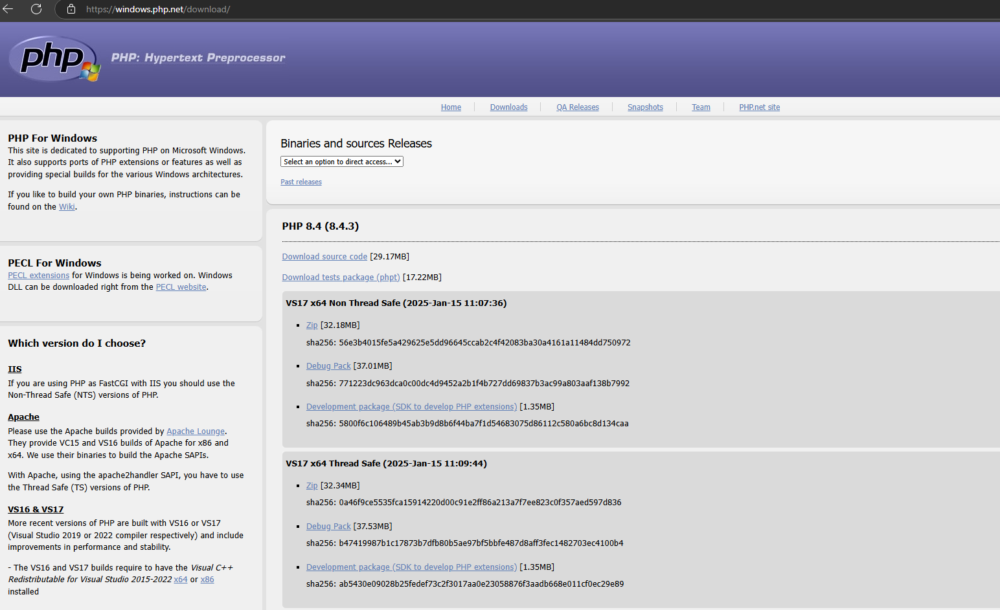 https://windows.php.net/download/
php
PHP: Hypertext Preprocessor
Home
Downloads
QA Releases
Snapshots
Team
PHP.net site
PHP For Windows
This site is dedicated to supporting PHP on Microsoft Windows.
It also supports ports of PHP extensions or features as well as
providing special builds for the various Windows architectures.
If you like to build your own PHP binaries, instructions can be
found on the Wiki.
PECL For Windows
PECL extensions for Windows is being worked on. Windows
DLL can be downloaded right from the PECL website.
Which version do I choose?
IIS
If you are using PHP as FastCGI with IIS you should use the
Non-Thread Safe (NTS) versions of PHP.
Apache
Please use the Apache builds provided by Apache Lounge.
They provide VC15 and VS16 builds of Apache for x86 and
x64. We use their binaries to build the Apache SAPIs.
With Apache, using the apache2handler SAPI, you have to use
the Thread Safe (TS) versions of PHP.
VS16 & VS17
More recent versions of PHP are built with VS16 or VS17
(Visual Studio 2019 or 2022 compiler respectively) and include
improvements in performance and stability.
- The VS16 and VS17 builds require to have the Visual C++
Redistributable for Visual Studio 2015-2022 x64 or x86
installed
Binaries and sources Releases
Select an option to direct access...
Past releases
PHP 8.4 (8.4.3)
Download source code [29.17MB]
Download tests package (phpt) [17.22MB]
VS17 x64 Non Thread Safe (2025-Jan-15 11:07:36)
Zip [32.18MB]
sha256: 56e3b4015fe5a429625e5dd96645ccab2c4f42083ba30a4161a11484dd750972
Debug Pack [37.01MB]
sha256: 771223dc963dca0c00dc4d9452a2b1f4b727dd69837b3ac99a803aaf138b7992
Development package (SDK to develop PHP extensions) [1.35MB]
sha256: 5800f6c106489b45ab3b9d8b6f44ba7f1d54683075d86112c580a6bc8d134caa
VS17 x64 Thread Safe (2025-Jan-15 11:09:44)
Zip [32.34MB]
sha256: 0a46f9ce5535fca15914220d00c91e2ff86a213a7f7ee823c0f357aed597d836
Debug Pack [37.53MB]
sha256: b47419987b1c17873b7dfb80b5ae97bf5bbfe487d8aff3fec1482703ec4100b4
Development package (SDK to develop PHP extensions) [1.35MB]
sha256: ab5430e09028b25fedef73c2f3017aa0e23058876f3aadb668e011cf0ec29e89